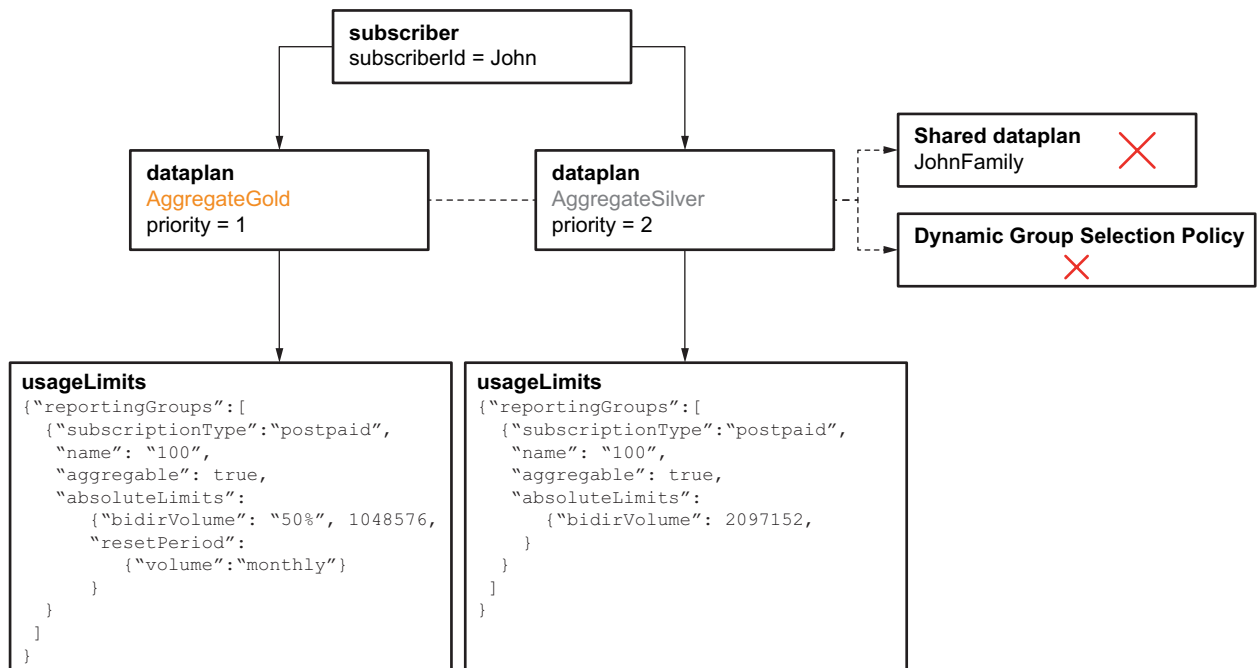 subscriber
subscriberId = John
dataplan
AggregateGold
priority = 1
dataplan
AggregateSilver
priority = 2
Shared dataplan
JohnFamily
Dynamic Group Selection Policy
usageLimits
{“reportingGroups”:[
{“subscriptionType”:“postpaid”,
“name”: “100”,
“aggregable”: true,
“absoluteLimits”:
{“bidirVolume”: “50%”, 1048576,
“resetPeriod”:
{“volume”:“monthly”}
}
}
]
}
usageLimits
{“reportingGroups”:[
{“subscriptionType”:“postpaid”,
“name”: “100”,
“aggregable”: true,
“absoluteLimits”:
{“bidirVolume”: 2097152,
}
}
]
}